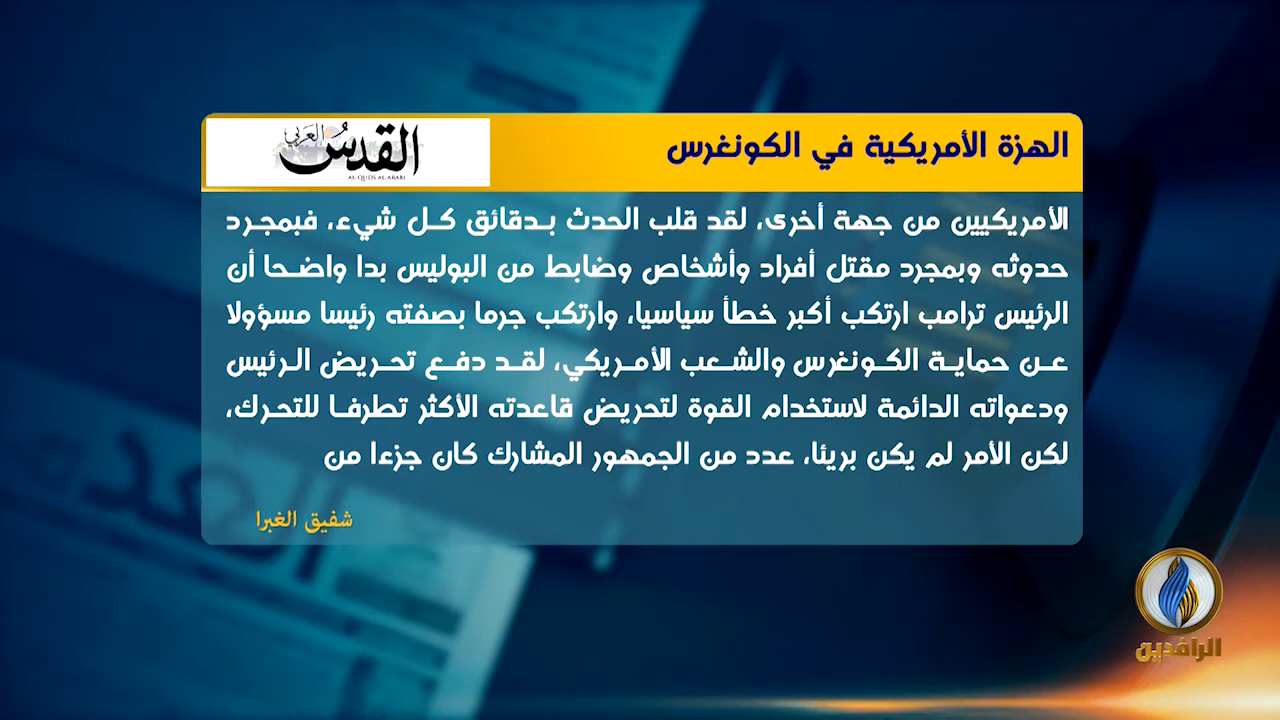 الهزة الأمريكية في الكونغرس
القدس العربي
AL-QUDS AL-ARABI
الأمريكيين من جهة أخرى، لقد قلب الحدث بدقائق كل شيء، فبمجرد
حدوثه وبمجرد مقتل أفراد وأشخاص وضابط من البوليس بدا واضحا أن
الرئيس ترامب ارتكب أكبر خطأ سياسيا، وارتكب جرما بصفته رئيسا مسؤولا
عن حماية الكونغرس والشعب الأمريكي، لقد دفع تحريض الرئيس
ودعواته الدائمة لاستخدام القوة لتحريض قاعدته الأكثر تطرفا للتحرك،
لكن الأمر لم يكن بريئا، عدد من الجمهور المشارك كان جزءا من
شفيق الغبرا
الرافدين